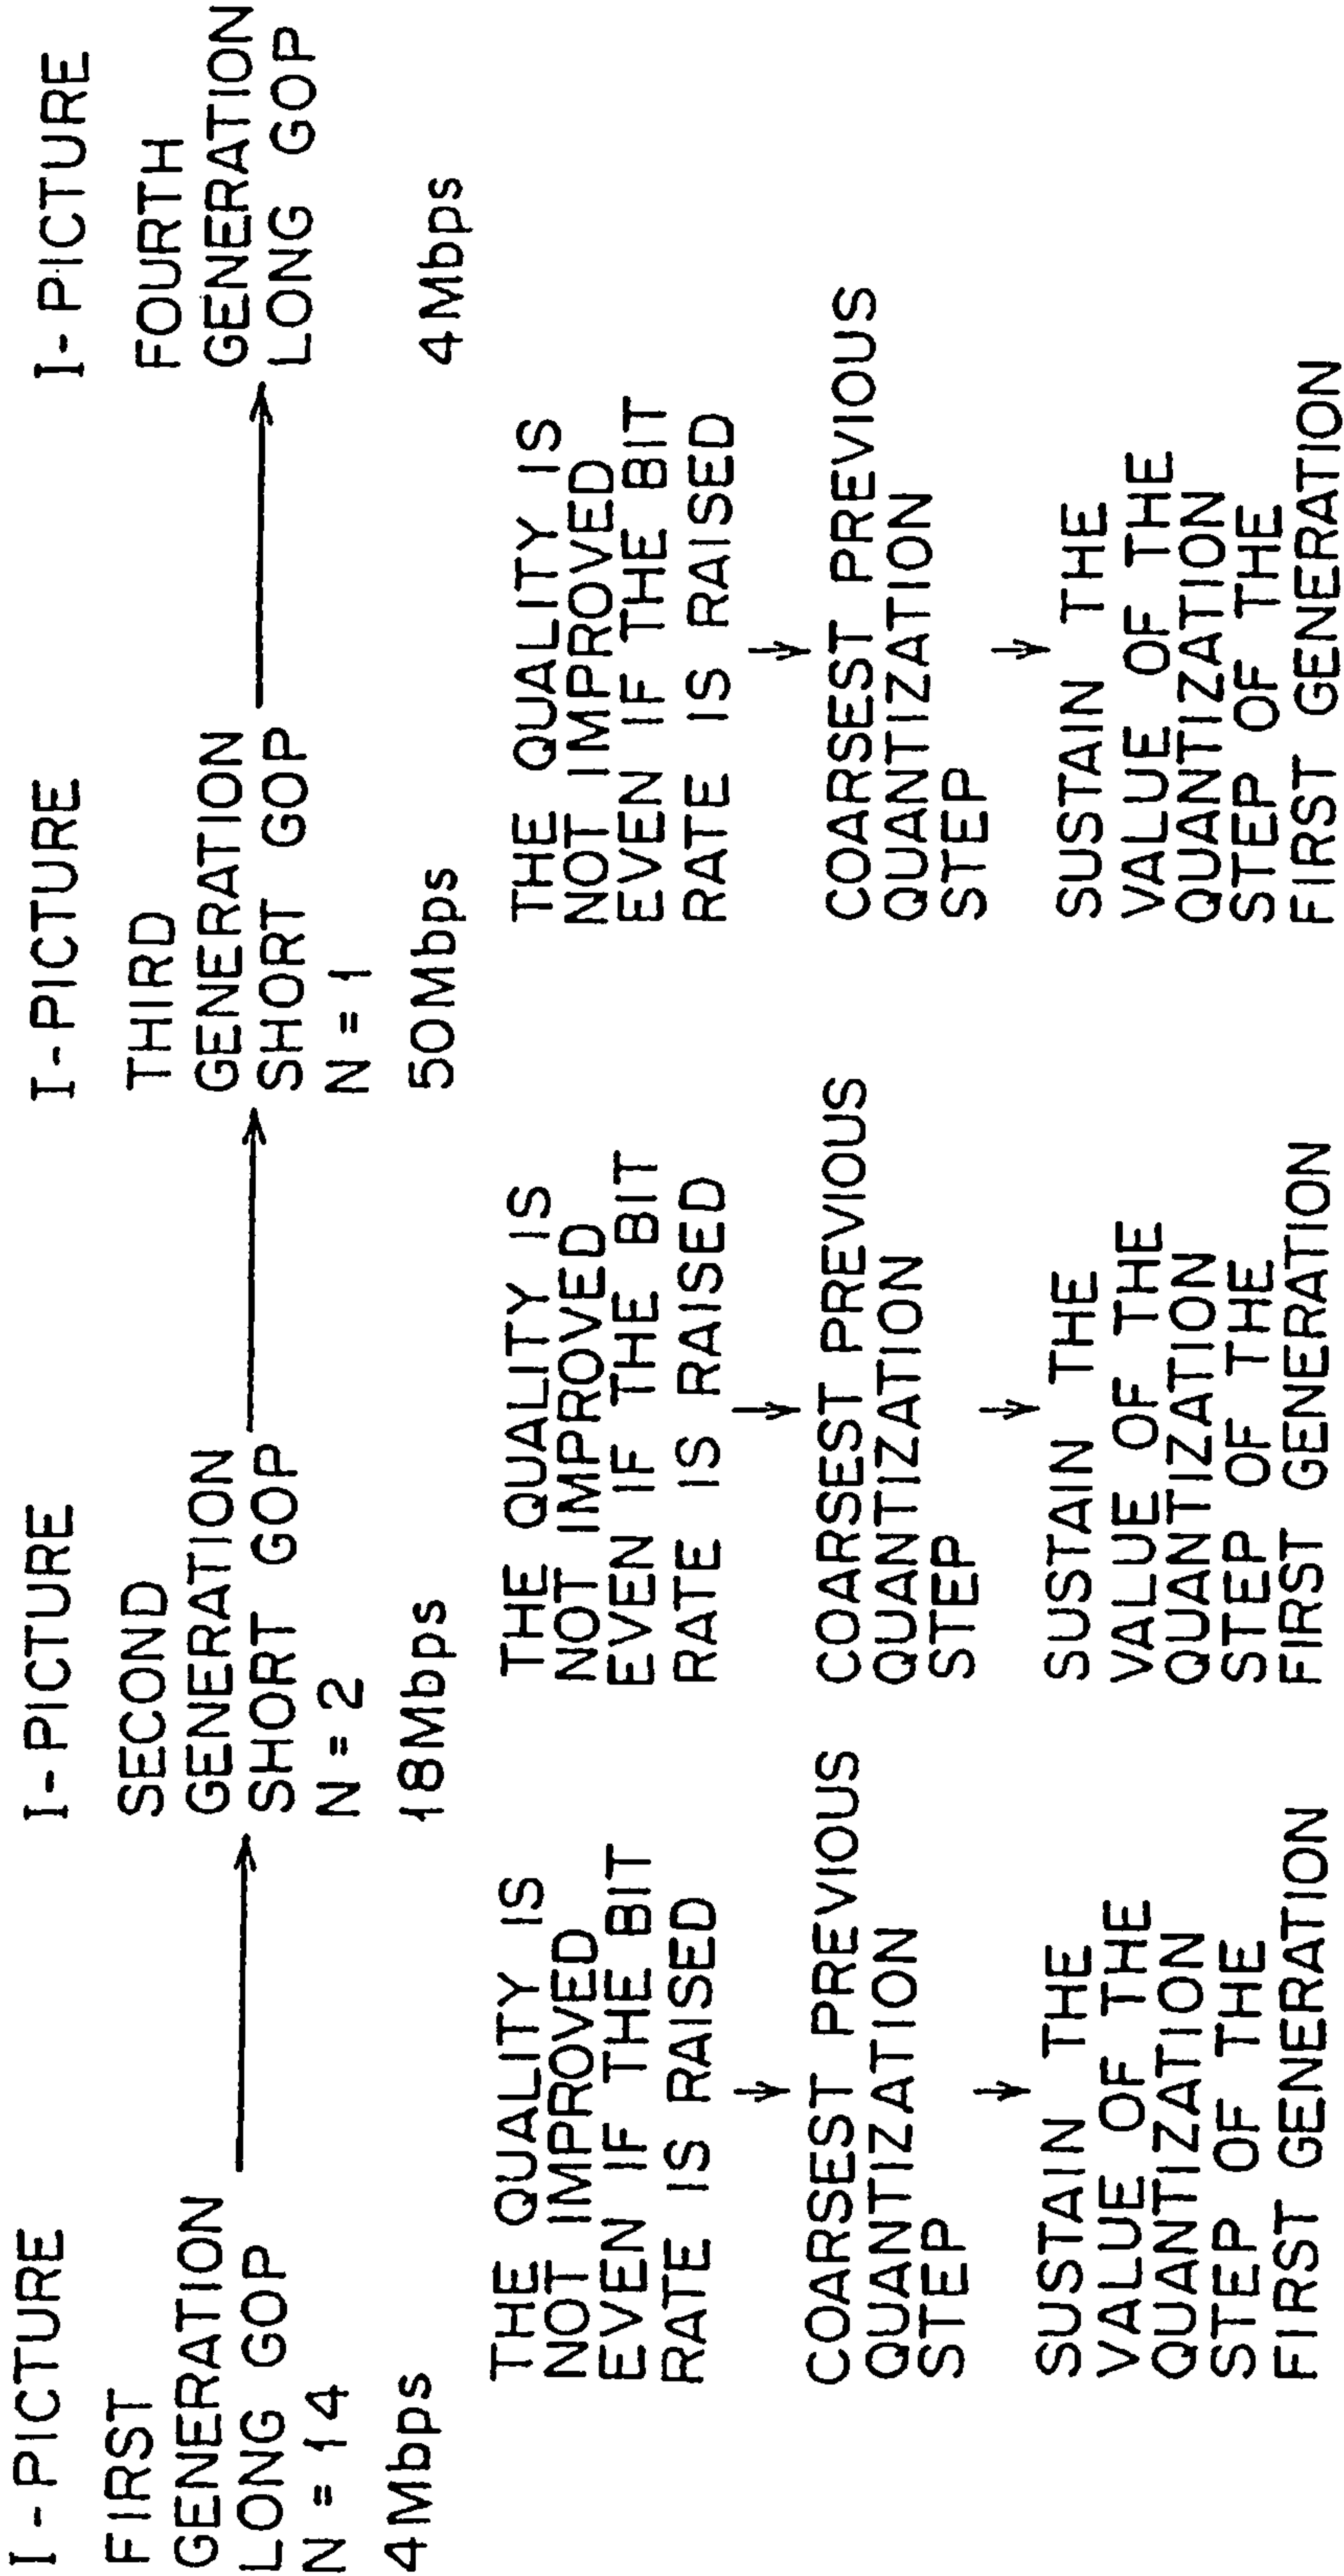 I-PICTURE
FIRST
GENERATION
LONG GOP
N=14
4Mbps
I-PICTURE
SECOND
GENERATION
SHORT GOP
N=2
18Mbps
I-PICTURE
THIRD
GENERATION
SHORT GOP
N=1
50Mbps
I-PICTURE
FOURTH
GENERATION
LONG GOP
4Mbps
THE QUALITY IS
NOT IMPROVED
EVEN IF THE BIT
RATE IS RAISED
COARSEST PREVIOUS
QUANTIZATION
STEP
SUSTAIN THE
VALUE OF THE
QUANTIZATION
STEP OF THE
FIRST GENERATION
THE QUALITY IS
NOT IMPROVED
EVEN IF THE BIT
RATE IS RAISED
COARSEST PREVIOUS
QUANTIZATION
STEP
SUSTAIN THE
VALUE OF THE
QUANTIZATION
STEP OF THE
FIRST GENERATION
THE QUALITY IS
NOT IMPROVED
EVEN IF THE BIT
RATE IS RAISED
COARSEST PREVIOUS
QUANTIZATION
STEP
SUSTAIN THE
VALUE OF THE
QUANTIZATION
STEP OF THE
FIRST GENERATION